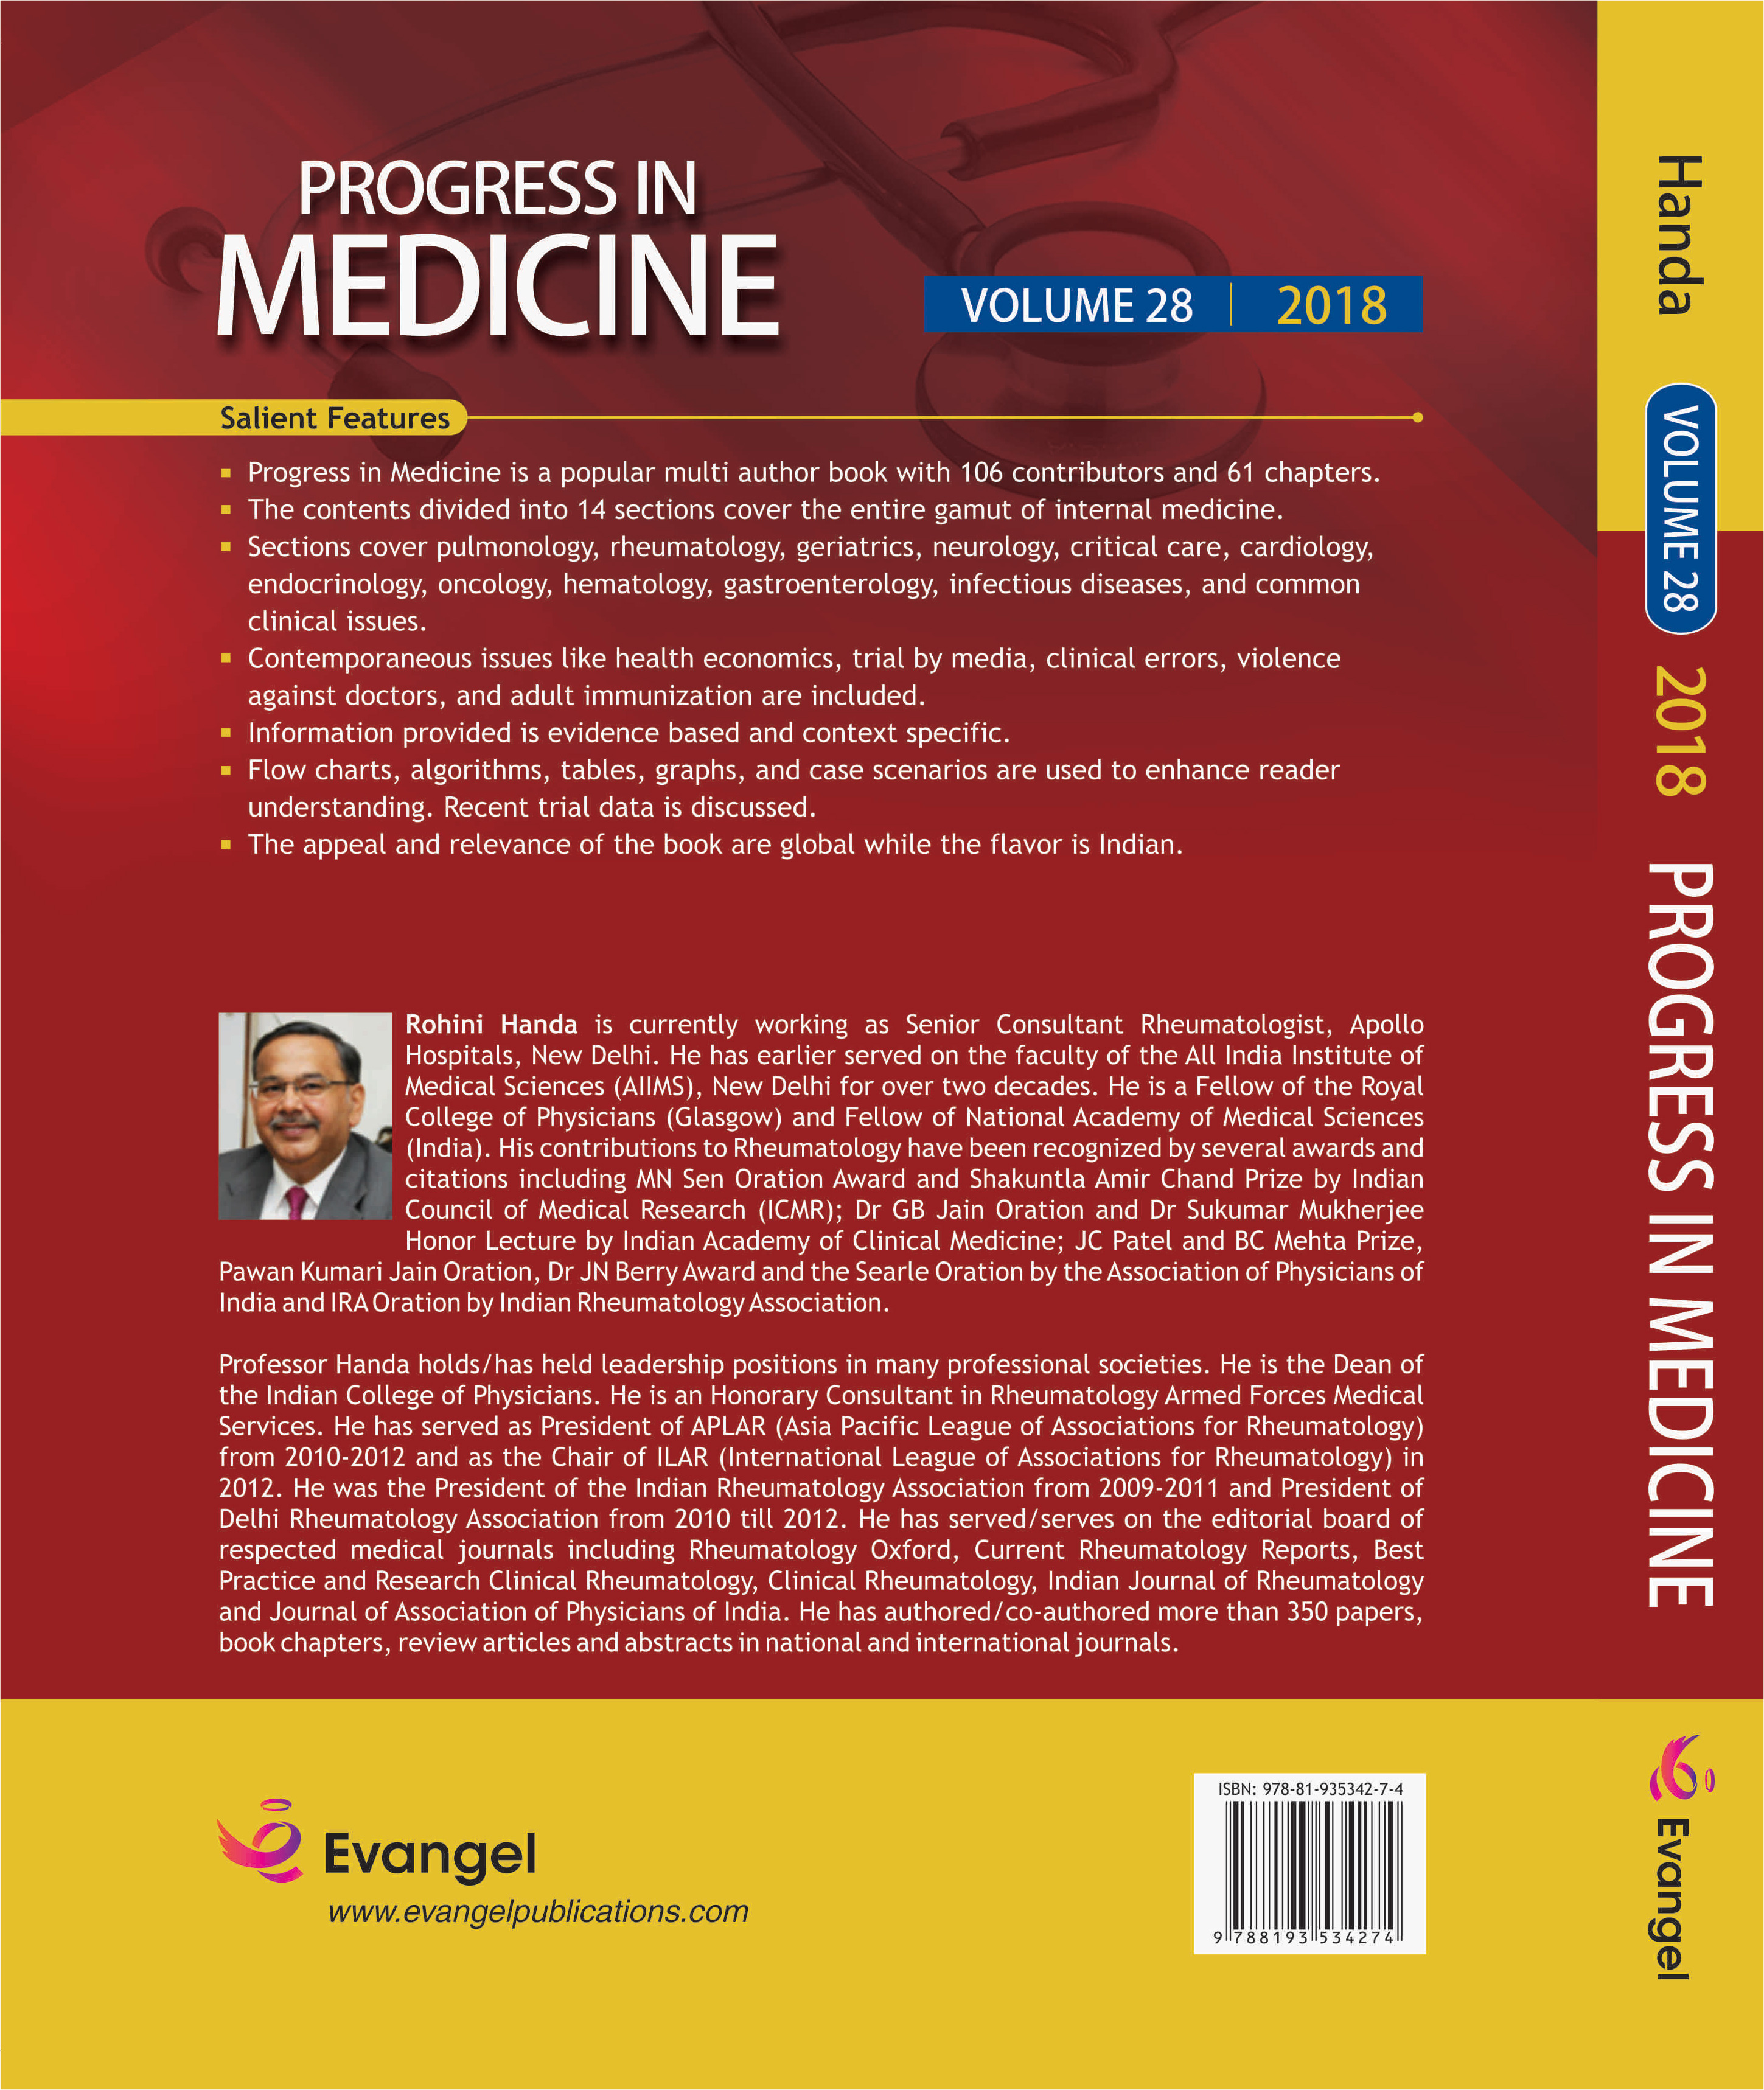 PROGRESS IN
MEDICINE
VOLUME 28 | 2018
Salient Features
▪ Progress in Medicine is a popular multi author book with 106 contributors and 61 chapters.
▪ The contents divided into 14 sections cover the entire gamut of internal medicine.
▪ Sections cover pulmonology, rheumatology, geriatrics, neurology, critical care, cardiology,
endocrinology, oncology, hematology, gastroenterology, infectious diseases, and common
clinical issues.
▪ Contemporaneous issues like health economics, trial by media, clinical errors, violence
against doctors, and adult immunization are included.
▪ Information provided is evidence based and context specific.
▪ Flow charts, algorithms, tables, graphs, and case scenarios are used to enhance reader
understanding. Recent trial data is discussed.
▪ The appeal and relevance of the book are global while the flavor is Indian.
Rohini Handa is currently working as Senior Consultant Rheumatologist, Apollo
Hospitals, New Delhi. He has earlier served on the faculty of the All India Institute of
Medical Sciences (AIIMS), New Delhi for over two decades. He is a Fellow of the Royal
College of Physicians (Glasgow) and Fellow of National Academy of Medical Sciences
(India). His contributions to Rheumatology have been recognized by several awards and
citations including MN Sen Oration Award and Shakuntla Amir Chand Prize by Indian
Council of Medical Research (ICMR); Dr GB Jain Oration and Dr Sukumar Mukherjee
Honor Lecture by Indian Academy of Clinical Medicine; JC Patel and BC Mehta Prize,
Pawan Kumari Jain Oration, Dr JN Berry Award and the Searle Oration by the Association of Physicians of
India and IRA Oration by Indian Rheumatology Association.
Professor Handa holds/has held leadership positions in many professional societies. He is the Dean of
the Indian College of Physicians. He is an Honorary Consultant in Rheumatology Armed Forces Medical
Services. He has served as President of APLAR (Asia Pacific League of Associations for Rheumatology)
from 2010-2012 and as the Chair of ILAR (International League of Associations for Rheumatology) in
2012. He was the President of the Indian Rheumatology Association from 2009-2011 and President of
Delhi Rheumatology Association from 2010 till 2012. He has served/serves on the editorial board of
respected medical journals including Rheumatology Oxford, Current Rheumatology Reports, Best
Practice and Research Clinical Rheumatology, Clinical Rheumatology, Indian Journal of Rheumatology
and Journal of Association of Physicians of India. He has authored/co-authored more than 350 papers,
book chapters, review articles and abstracts in national and international journals.
Evangel
www.evangelpublications.com
ISBN: 978-81-935342-7-4
9 788193 534274
Handa
VOLUME 28
2018
PROGRESS IN MEDICINE
Evangel